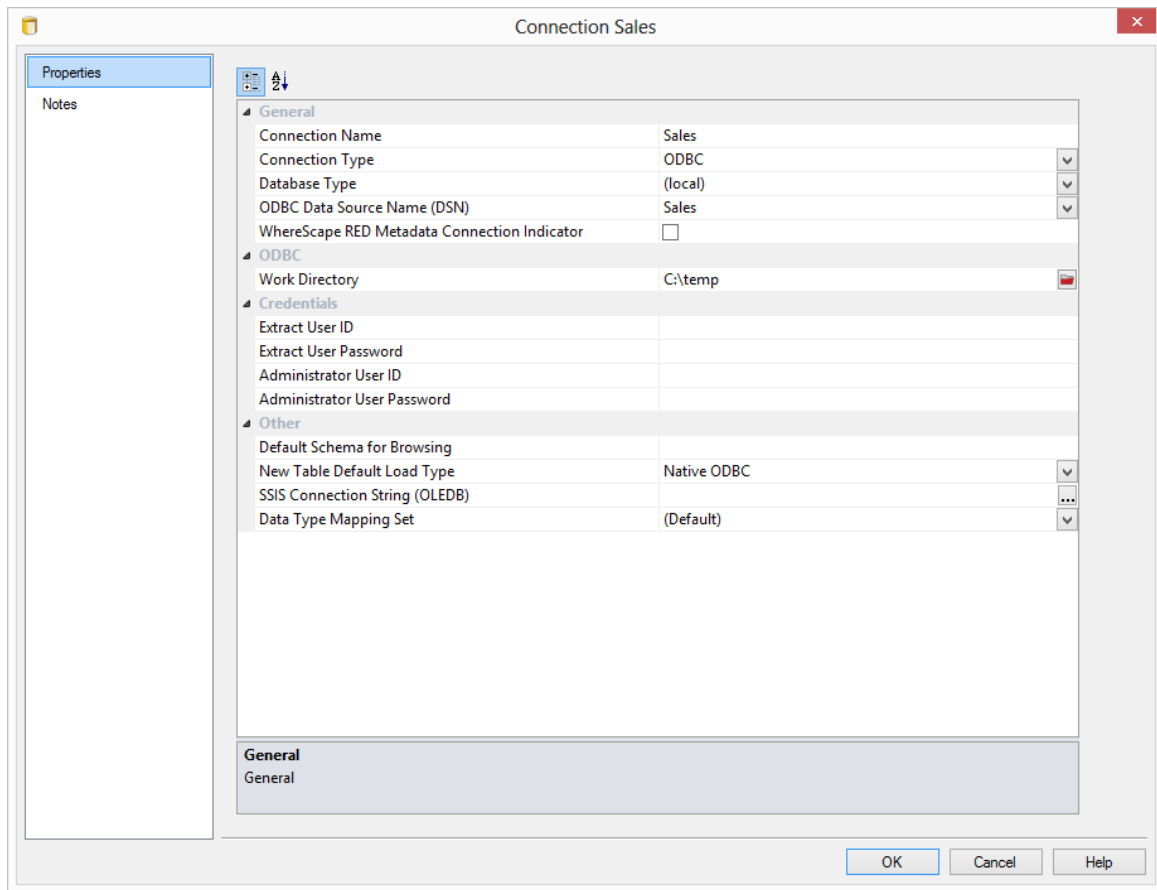 Connection Sales
Properties
Notes
A
Z
General
Connection Name Sales
Connection Type ODBC
Database Type (local)
ODBC Data Source Name (DSN) Sales
WhereScape RED Metadata Connection Indicator
ODBC
Work Directory C:\temp
Credentials
Extract User ID
Extract User Password
Administrator User ID
Administrator User Password
Other
Default Schema for Browsing
New Table Default Load Type Native ODBC
SSIS Connection String (OLEDB) ...
Data Type Mapping Set (Default)
General
General
OK Cancel Help